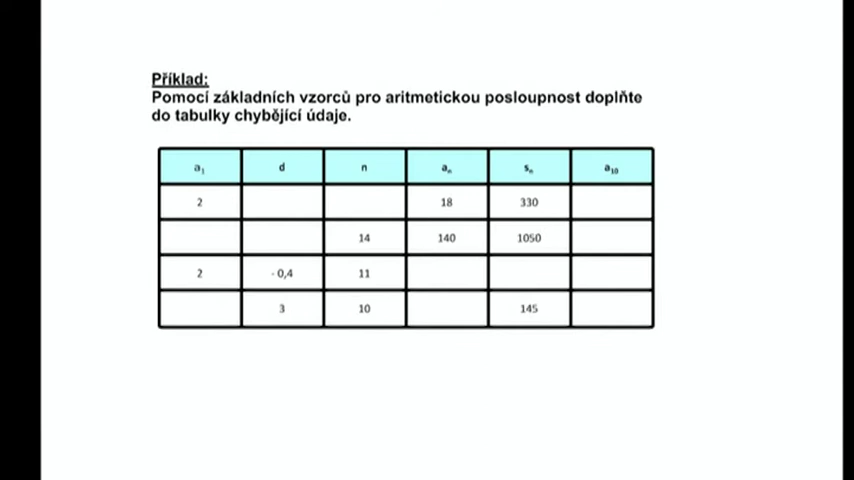 Příklad:
Pomocí základních vzorců pro aritmetickou posloupnost doplňte
do tabulky chybějící údaje.
a₁ d n aₙ sₙ a₁₀
2 18 330
14 140 1050
2 - 0,4 11
3 10 145